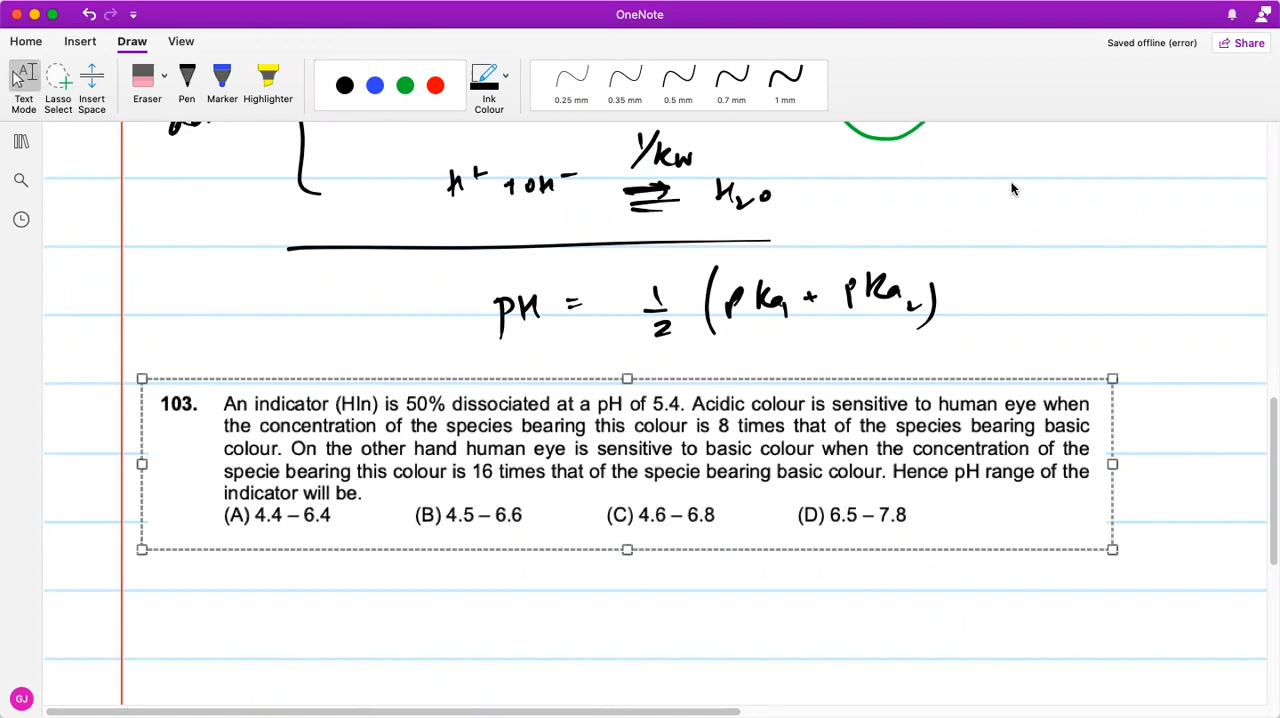 OneNote
Home Insert Draw View
Saved offline (error) Share
Text Mode
Lasso Select
Insert Space
Eraser
Pen
Marker
Highlighter
Ink Colour
0.25 mm 0.35 mm 0.5 mm 0.7 mm 1 mm
1/Kw
H+ + OH− ⇌ H2O
pH = 1/2 (pKa1 + pKa2)
103. An indicator (HIn) is 50% dissociated at a pH of 5.4. Acidic colour is sensitive to human eye when
the concentration of the species bearing this colour is 8 times that of the species bearing basic
colour. On the other hand human eye is sensitive to basic colour when the concentration of the
specie bearing this colour is 16 times that of the specie bearing basic colour. Hence pH range of the
indicator will be.
(A) 4.4 – 6.4 (B) 4.5 – 6.6 (C) 4.6 – 6.8 (D) 6.5 – 7.8
GJ